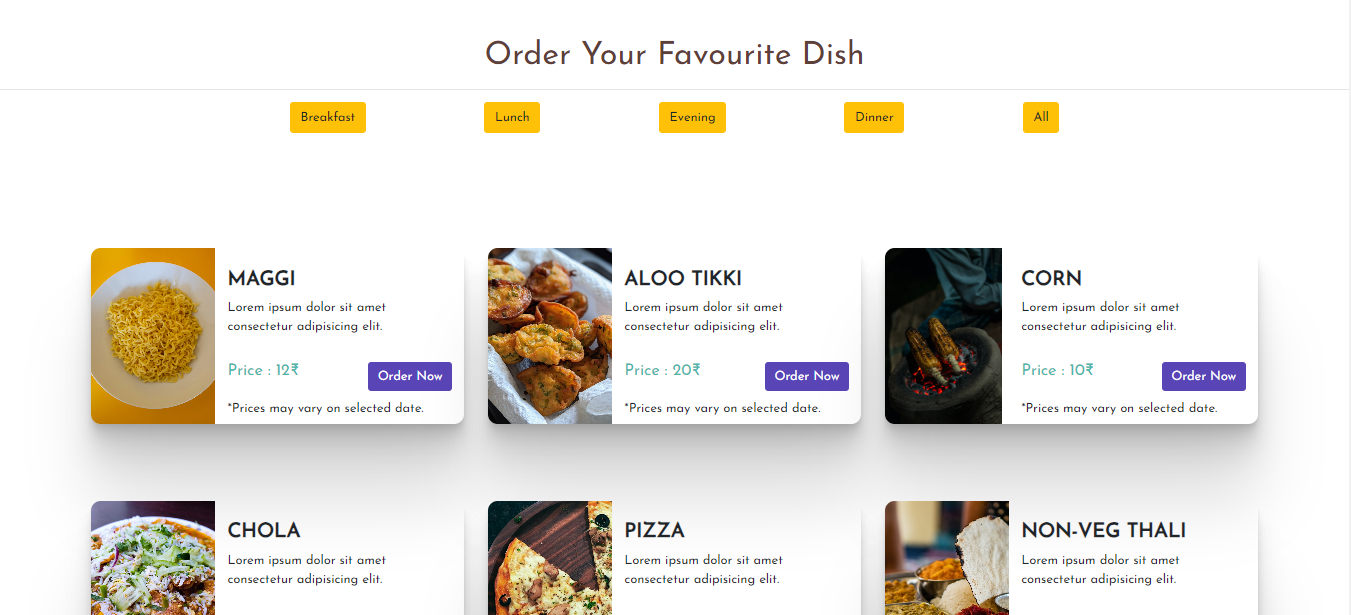 Order Your Favourite Dish
Breakfast
Lunch
Evening
Dinner
All
MAGGI
Lorem ipsum dolor sit amet
consectetur adipisicing elit.
Price : 12₹
Order Now
*Prices may vary on selected date.
ALOO TIKKI
Lorem ipsum dolor sit amet
consectetur adipisicing elit.
Price : 20₹
Order Now
*Prices may vary on selected date.
CORN
Lorem ipsum dolor sit amet
consectetur adipisicing elit.
Price : 10₹
Order Now
*Prices may vary on selected date.
CHOLA
Lorem ipsum dolor sit amet
consectetur adipisicing elit.
PIZZA
Lorem ipsum dolor sit amet
consectetur adipisicing elit.
NON-VEG THALI
Lorem ipsum dolor sit amet
consectetur adipisicing elit.